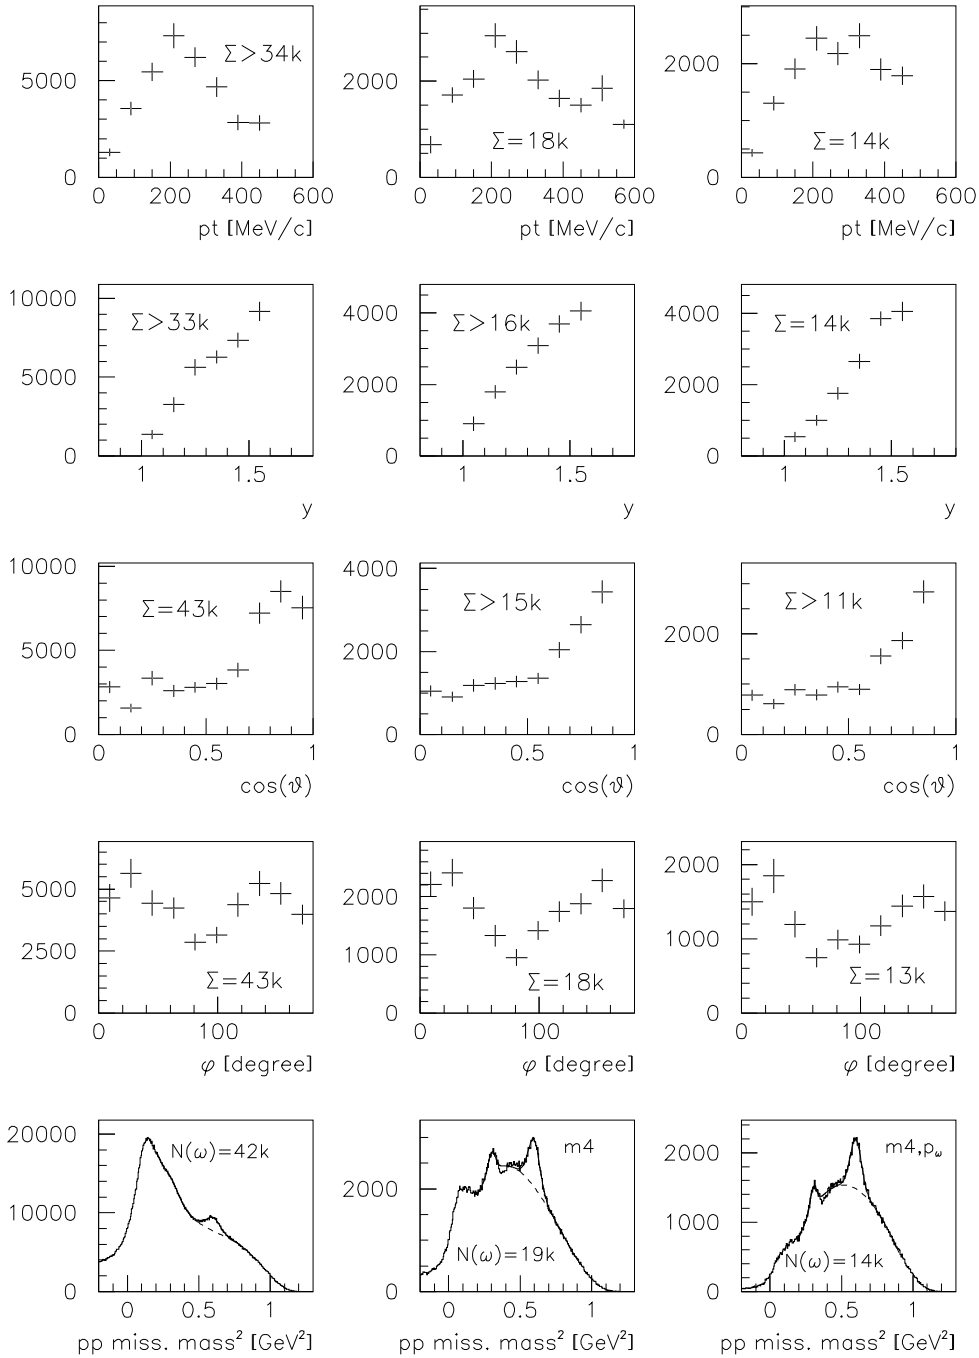 Σ>34k
5000
0
0 200 400 600
pt [MeV/c]
Σ=18k
2000
0
0 200 400 600
pt [MeV/c]
Σ=14k
2000
0
0 200 400 600
pt [MeV/c]
Σ>33k
10000
5000
0
1 1.5
y
Σ>16k
4000
2000
0
1 1.5
y
Σ=14k
4000
2000
0
1 1.5
y
Σ=43k
10000
5000
0
0 0.5 1
cos(ϑ)
Σ>15k
4000
2000
0
0 0.5 1
cos(ϑ)
Σ>11k
2000
0
0 0.5 1
cos(ϑ)
5000
2500
0
Σ=43k
0 100
φ [degree]
2000
1000
0
Σ=18k
0 100
φ [degree]
2000
1000
0
Σ=13k
0 100
φ [degree]
20000
10000
0
N(ω)=42k
0 0.5 1
pp miss. mass² [GeV²]
m4
2000
0
N(ω)=19k
0 0.5 1
pp miss. mass² [GeV²]
m4,pω
2000
1000
0
N(ω)=14k
0 0.5 1
pp miss. mass² [GeV²]